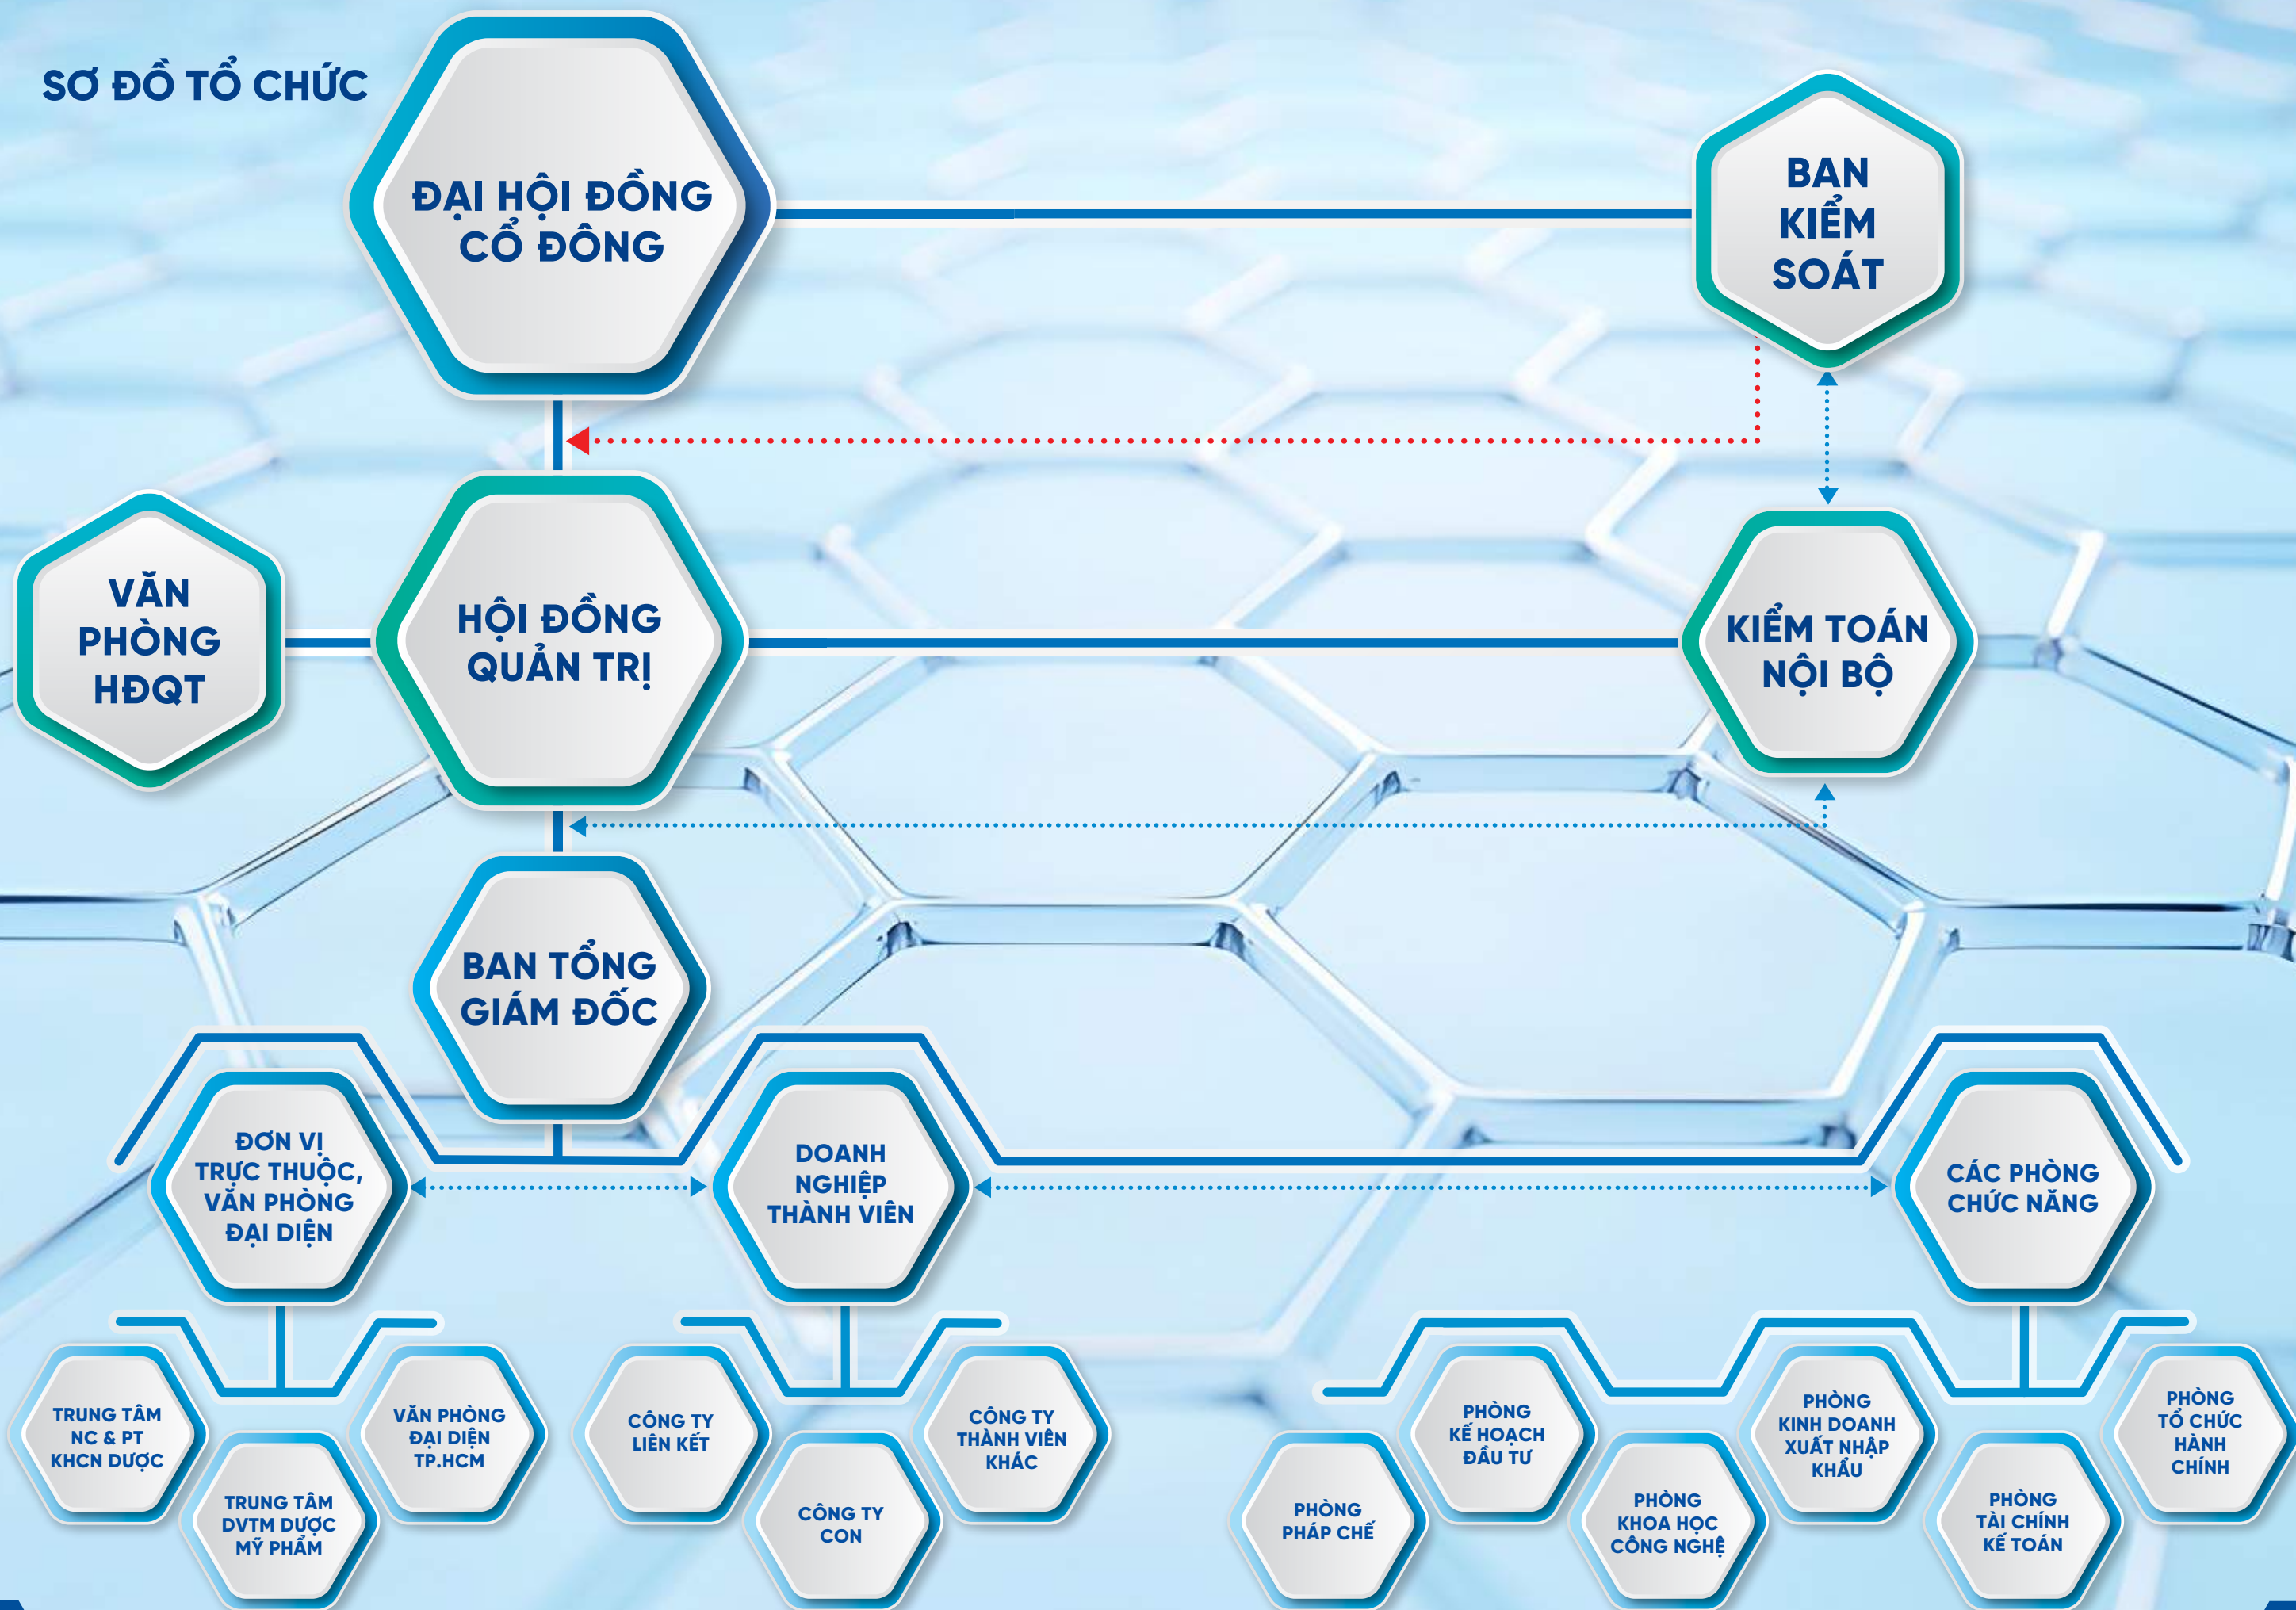 SƠ ĐỒ TỔ CHỨC
ĐẠI HỘI ĐỒNG
CỔ ĐÔNG
BAN
KIỂM
SOÁT
VĂN
PHÒNG
HĐQT
HỘI ĐỒNG
QUẢN TRỊ
KIỂM TOÁN
NỘI BỘ
BAN TỔNG
GIÁM ĐỐC
ĐƠN VỊ
TRỰC THUỘC,
VĂN PHÒNG
ĐẠI DIỆN
DOANH
NGHIỆP
THÀNH VIÊN
CÁC PHÒNG
CHỨC NĂNG
TRUNG TÂM
NC & PT
KHCN DƯỢC
TRUNG TÂM
DVTM DƯỢC
MỸ PHẨM
VĂN PHÒNG
ĐẠI DIỆN
TP.HCM
CÔNG TY
LIÊN KẾT
CÔNG TY
CON
CÔNG TY
THÀNH VIÊN
KHÁC
PHÒNG
PHÁP CHẾ
PHÒNG
KẾ HOẠCH
ĐẦU TƯ
PHÒNG
KHOA HỌC
CÔNG NGHỆ
PHÒNG
KINH DOANH
XUẤT NHẬP
KHẨU
PHÒNG
TÀI CHÍNH
KẾ TOÁN
PHÒNG
TỔ CHỨC
HÀNH
CHÍNH